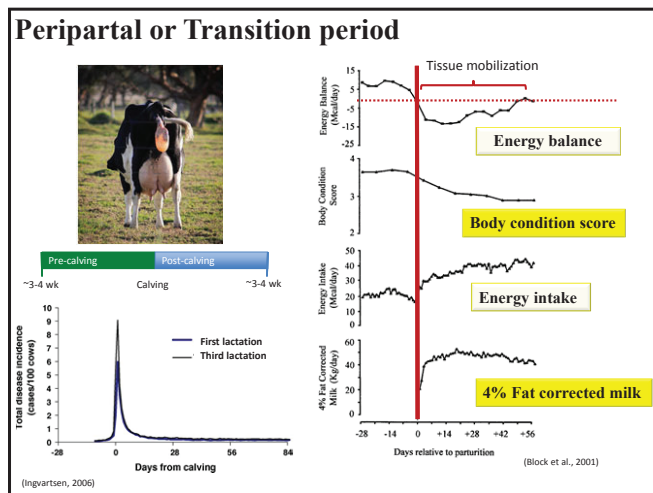 Peripartal or Transition period
Pre-calving
Post-calving
~3-4 wk
Calving
~3-4 wk
Total disease incidence
(cases/100 cows)
10
9
8
7
6
5
4
3
2
1
0
First lactation
Third lactation
-28
0
28
56
84
Days from calving
(Ingvartsen, 2006)
Tissue mobilization
Energy Balance
(Mcal/day)
15
5
-5
-15
-25
Energy balance
Body Condition
Score
4
3
2
Body condition score
Energy Intake
(Mcal/day)
50
40
30
20
10
0
Energy intake
4% Fat Corrected
Milk (Kg/day)
60
40
20
0
4% Fat corrected milk
-28
-14
0
+14
+28
+42
+56
Days relative to parturition
(Block et al., 2001)